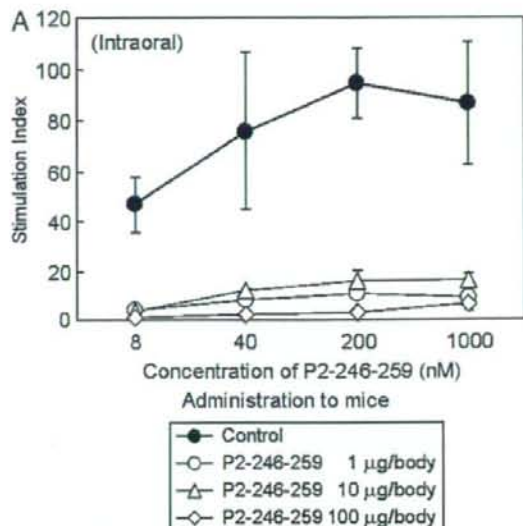 A
(Intraoral)
Stimulation Index
120
100
80
60
40
20
0
8 40 200 1000
Concentration of P2-246-259 (nM)
Administration to mice
Control
P2-246-259 1 µg/body
P2-246-259 10 µg/body
P2-246-259 100 µg/body